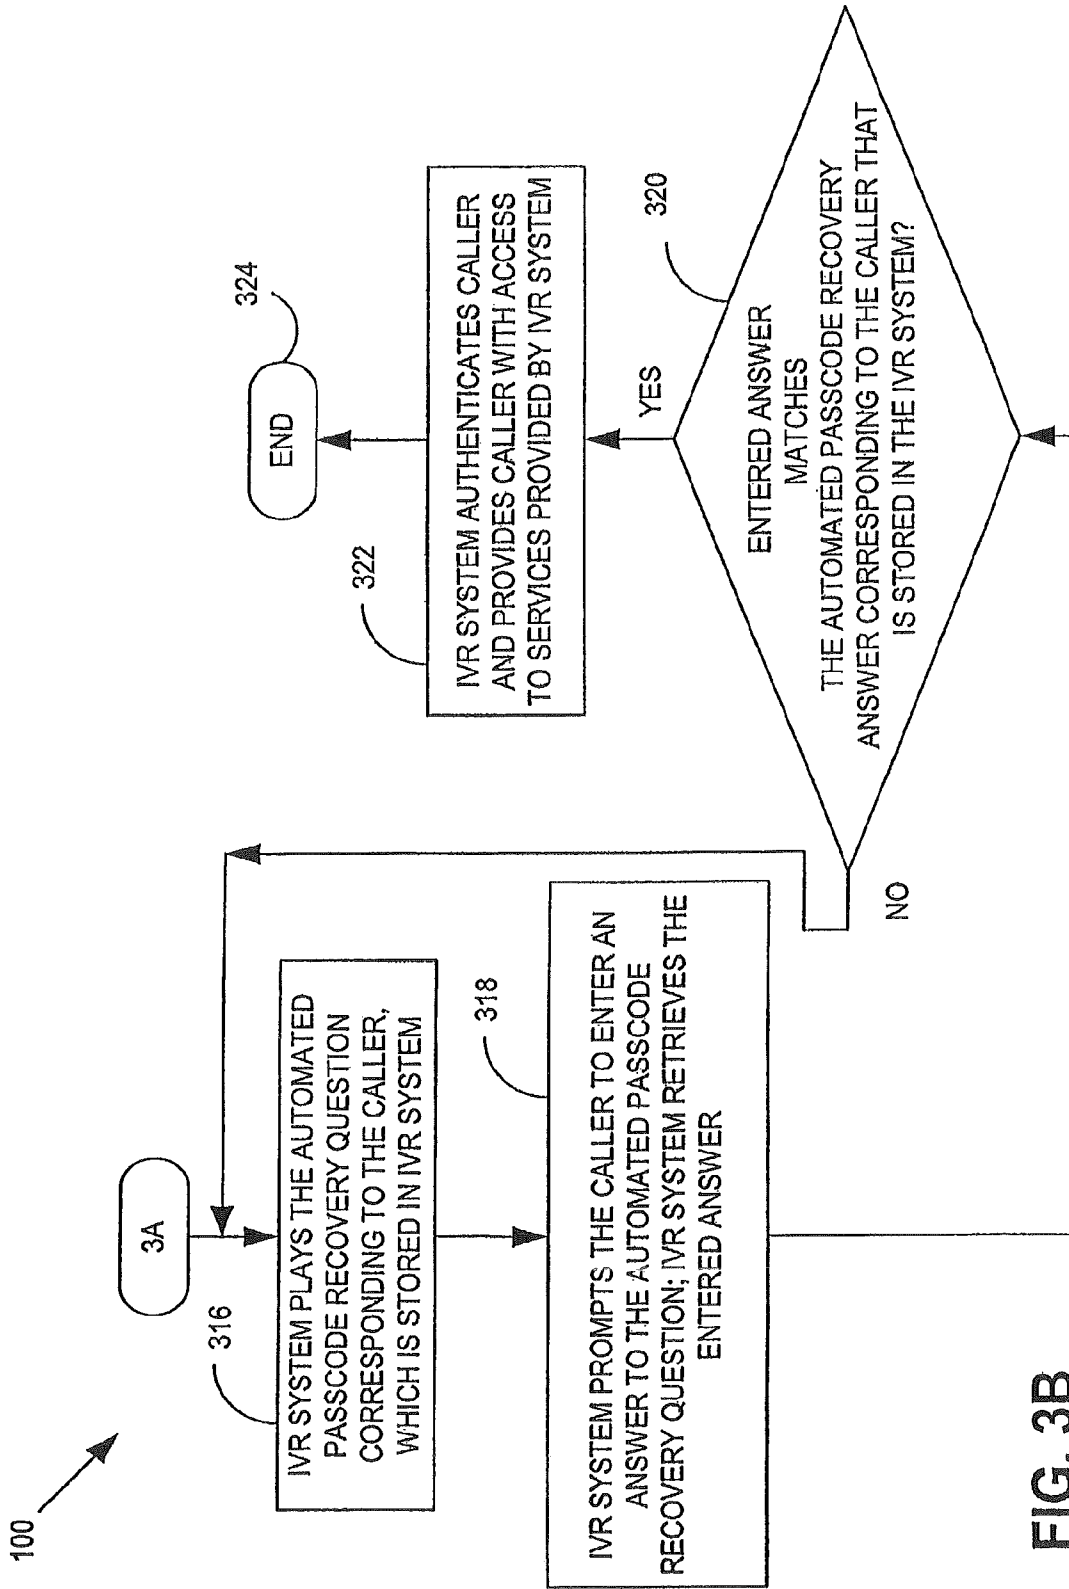 100
3A
316
IVR SYSTEM PLAYS THE AUTOMATED
PASSCODE RECOVERY QUESTION
CORRESPONDING TO THE CALLER,
WHICH IS STORED IN IVR SYSTEM
318
IVR SYSTEM PROMPTS THE CALLER TO ENTER AN
ANSWER TO THE AUTOMATED PASSCODE
RECOVERY QUESTION; IVR SYSTEM RETRIEVES THE
ENTERED ANSWER
NO
320
ENTERED ANSWER
MATCHES
THE AUTOMATED PASSCODE RECOVERY
ANSWER CORRESPONDING TO THE CALLER THAT
IS STORED IN THE IVR SYSTEM?
YES
322
IVR SYSTEM AUTHENTICATES CALLER
AND PROVIDES CALLER WITH ACCESS
TO SERVICES PROVIDED BY IVR SYSTEM
324
END
FIG. 3B